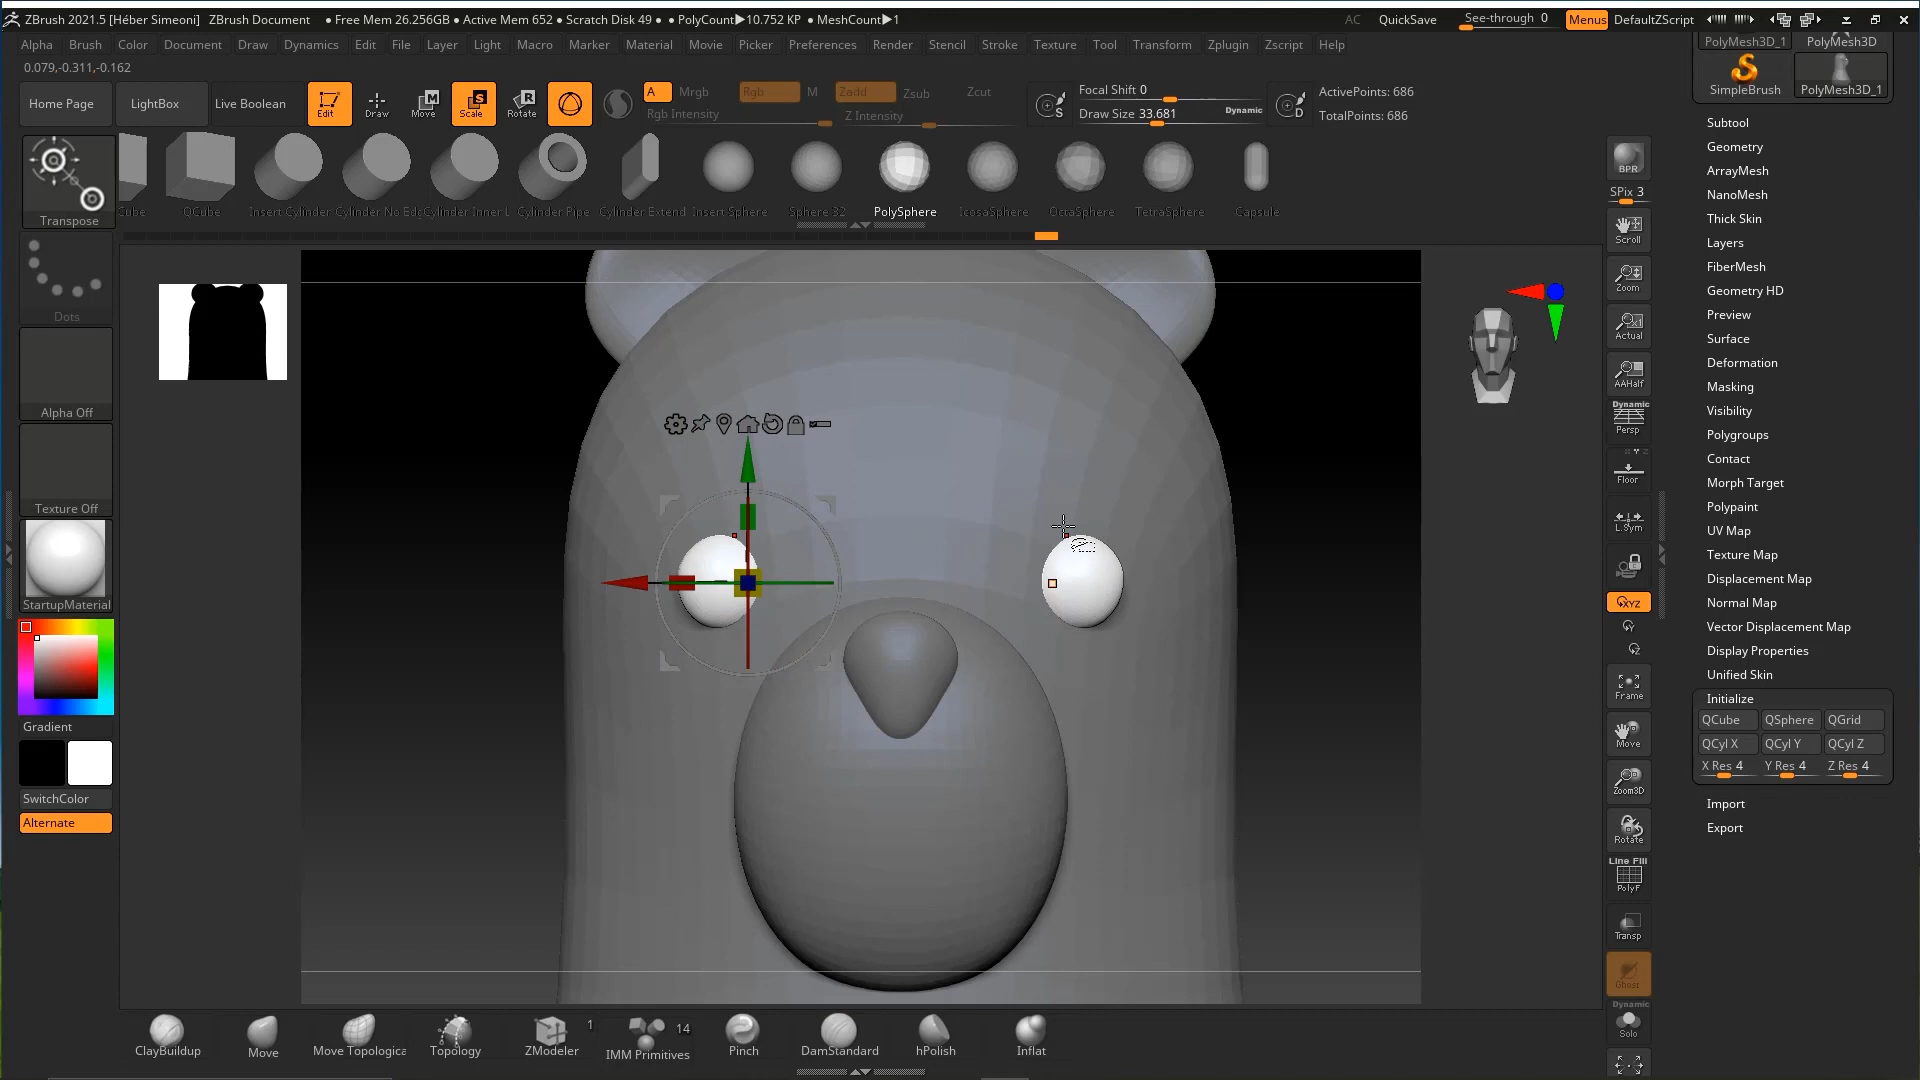 ZBrush 2021.5 [Héber Simeoni] ZBrush Document • Free Mem 26.256GB • Active Mem 652 • Scratch Disk 49 • • PolyCount▶10.752 KP • MeshCount▶1 AC QuickSave See-through 0 Menus DefaultZScript
Alpha Brush Color Document Draw Dynamics Edit File Layer Light Macro Marker Material Movie Picker Preferences Render Stencil Stroke Texture Tool Transform Zplugin Zscript Help
PolyMesh3D_1 PolyMesh3D
0.079,-0.311,-0.162
SimpleBrush PolyMesh3D_1
Home Page LightBox Live Boolean Edit Draw Move Scale Rotate
A Mrgb Rgb M Zadd Zsub Zcut
Rgb Intensity Z Intensity
S Focal Shift 0
Draw Size 33.681 Dynamic
D ActivePoints: 686
TotalPoints: 686
Transpose
Cube QCube Insert Cylinder Cylinder No Ed Cylinder Inner L Cylinder Pipe Cylinder Extend Insert Sphere Sphere 32 PolySphere IcosaSphere OctaSphere TetraSphere Capsule
Dots
Alpha Off
Texture Off
StartupMaterial
Gradient
SwitchColor
Alternate
BPR
SPix 3
Scroll
Zoom
Actual
AAHalf
Dynamic
Persp
Floor
L.Sym
XYZ
Frame
Move
Zoom3D
Rotate
Line Fill
PolyF
Transp
Ghost
Dynamic
Solo
Subtool
Geometry
ArrayMesh
NanoMesh
Thick Skin
Layers
FiberMesh
Geometry HD
Preview
Surface
Deformation
Masking
Visibility
Polygroups
Contact
Morph Target
Polypaint
UV Map
Texture Map
Displacement Map
Normal Map
Vector Displacement Map
Display Properties
Unified Skin
Initialize
QCube QSphere QGrid
QCyl X QCyl Y QCyl Z
X Res 4 Y Res 4 Z Res 4
Import
Export
ClayBuildup Move Move Topologica Topology ZModeler 1 IMM Primitives 14 Pinch DamStandard hPolish Inflat